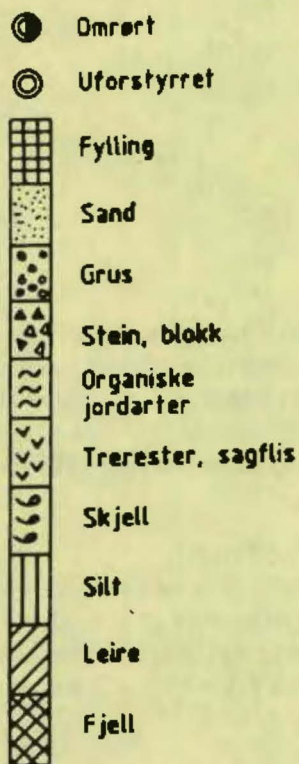 Omrørt
Uforstyrret
Fylling
Sand
Grus
Stein, blokk
Organiske
jordarter
Trerester, sagflis
Skjell
Silt
Leire
Fjell